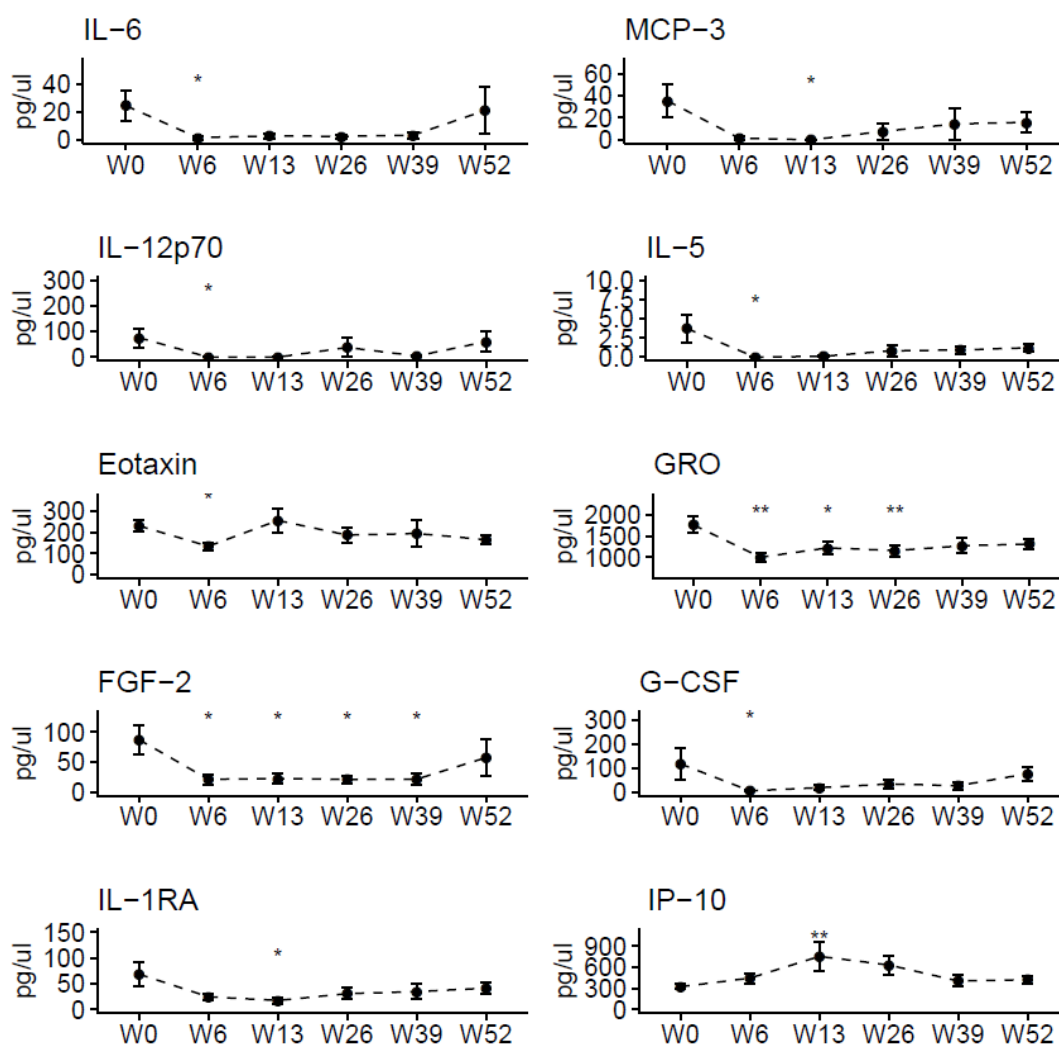 IL−6
pg/ul
40
20
0
*
W0 W6 W13 W26 W39 W52
MCP−3
pg/ul
60
40
20
0
*
W0 W6 W13 W26 W39 W52
IL−12p70
pg/ul
300
200
100
0
*
W0 W6 W13 W26 W39 W52
IL−5
pg/ul
10.0
7.5
5.0
2.5
0.0
*
W0 W6 W13 W26 W39 W52
Eotaxin
pg/ul
300
200
100
0
*
W0 W6 W13 W26 W39 W52
GRO
pg/ul
2000
1500
1000
** * **
W0 W6 W13 W26 W39 W52
FGF−2
pg/ul
100
50
0
* * * *
W0 W6 W13 W26 W39 W52
G−CSF
pg/ul
300
200
100
0
*
W0 W6 W13 W26 W39 W52
IL−1RA
pg/ul
150
100
50
0
*
W0 W6 W13 W26 W39 W52
IP−10
pg/ul
900
600
300
0
**
W0 W6 W13 W26 W39 W52